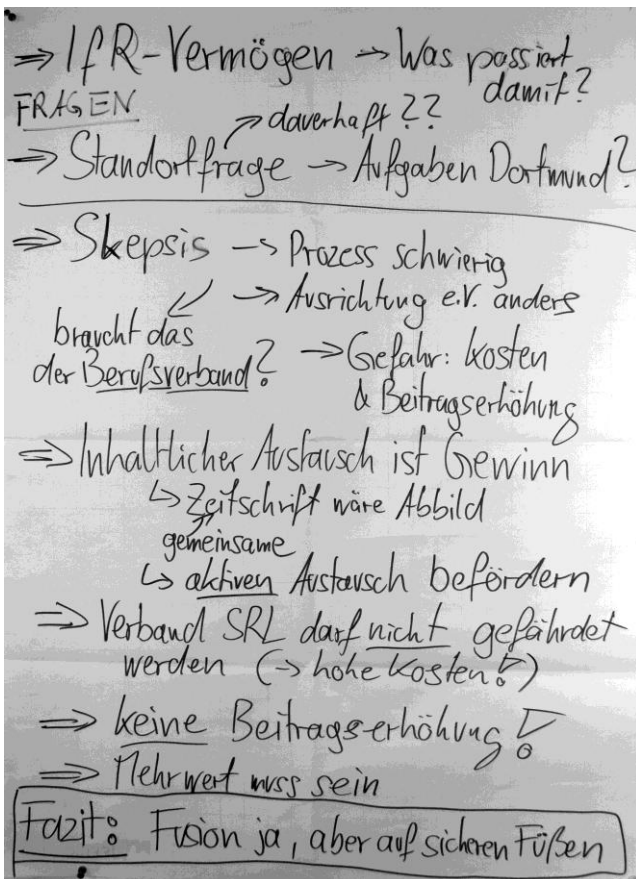 ⇒ IfR-Vermögen → Was passiert
damit?
FRAGEN
→ dauerhaft??
⇒ Standortfrage → Aufgaben Dortmund?
⇒ Skepsis → Prozess schwierig
→ Ausrichtung e.V. anders
braucht das
der Berufsverband? → Gefahr: Kosten
& Beitragserhöhung
⇒ Inhaltlicher Austausch ist Gewinn
↳ Zeitschrift wäre Abbild
gemeinsame
↳ aktiven Austausch befördern
⇒ Verband SRL darf nicht gefährdet
werden (→ hohe Kosten!)
⇒ keine Beitragserhöhung!
⇒ Mehrwert muss sein
Fazit: Fusion ja, aber auf sicheren Füßen